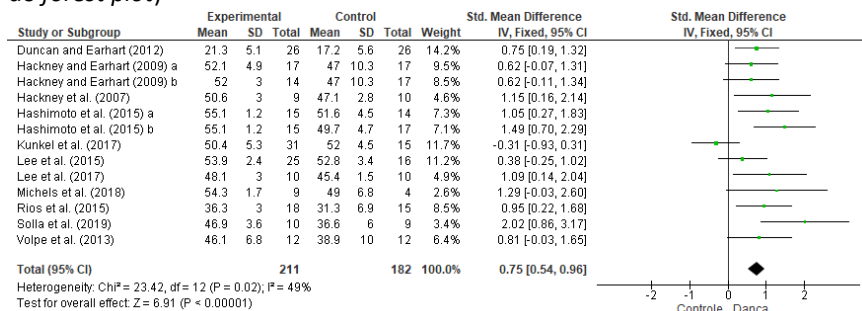 Experimental Control Std. Mean Difference Std. Mean Difference
Study or Subgroup Mean SD Total Mean SD Total Weight IV, Fixed, 95% CI IV, Fixed, 95% CI
Duncan and Earhart (2012) 21.3 5.1 26 17.2 5.6 26 14.2% 0.75 [0.19, 1.32]
Hackney and Earhart (2009) a 52.1 4.9 17 47 10.3 17 9.6% 0.62 [-0.07, 1.31]
Hackney and Earhart (2009) b 52 3 14 47 10.3 17 8.7% 0.62 [-0.11, 1.34]
Hackney et al. (2007) 50.6 3 9 47.1 2.8 10 4.6% 1.15 [0.16, 2.14]
Hashimoto et al. (2015) a 55.1 1.2 15 51.6 4.5 14 7.4% 1.05 [0.27, 1.83]
Hashimoto et al. (2015) b 55.1 1.2 15 49.7 4.7 17 7.1% 1.49 [0.70, 2.29]
Kunkel et al. (2017) 50.4 5.3 31 52 4.5 15 11.8% -0.31 [-0.93, 0.31]
Lee et al. (2015) 53.9 2.4 25 52.8 3.4 16 11.3% 0.38 [-0.25, 1.02]
Lee et al. (2017) 48.1 3 10 45.4 1.5 10 4.9% 1.09 [0.14, 2.04]
Michels et al. (2018) 54.3 1.7 9 49 6.8 4 2.6% 1.29 [-0.03, 2.60]
Rios et al. (2015) 36.3 3 18 31.3 6.9 15 8.5% 0.95 [0.22, 1.68]
Solla et al. (2019) 46.9 3.6 10 36.6 6 9 3.4% 2.02 [0.86, 3.17]
Volpe et al. (2013) 46.1 6.8 12 38.9 10 12 6.4% 0.81 [-0.03, 1.65]
Total (95% CI) 211 182 100.0% 0.75 [0.54, 0.96]
Heterogeneity: Chi² = 23.42, df = 12 (P = 0.02); I² = 49%
Test for overall effect: Z = 6.91 (P < 0.00001)
-2 -1 0 1 2
Controle Dança